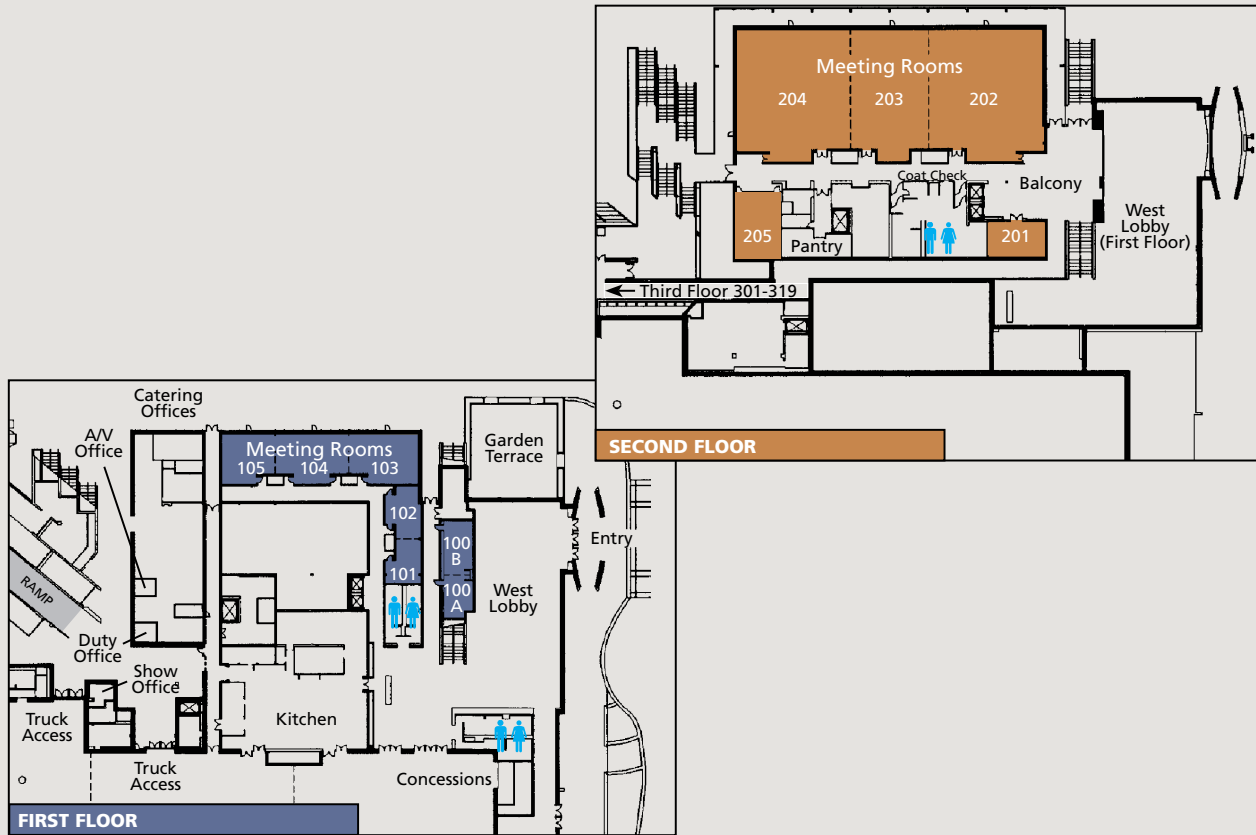 Meeting Rooms
204
203
202
Coat Check
Balcony
West
Lobby
(First Floor)
205
Pantry
201
Third Floor 301-319
SECOND FLOOR
Catering
Offices
A/V
Office
Meeting Rooms
105
104
103
Garden
Terrace
102
100
B
Entry
101
100
A
West
Lobby
RAMP
Duty
Office
Show
Office
Truck
Access
Kitchen
Truck
Access
Concessions
FIRST FLOOR